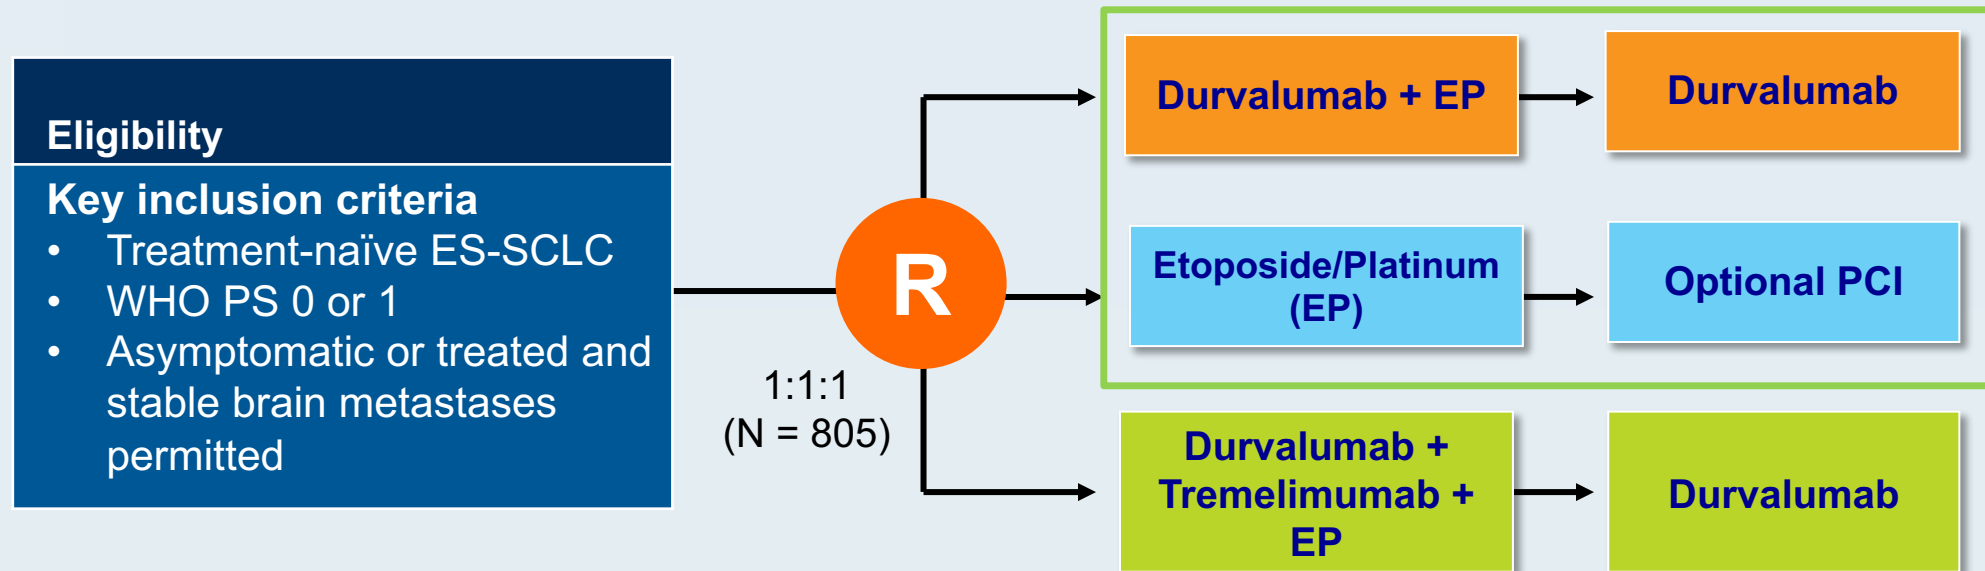 Eligibility
Key inclusion criteria
• Treatment-naïve ES-SCLC
• WHO PS 0 or 1
• Asymptomatic or treated and
stable brain metastases
permitted
R
1:1:1
(N = 805)
Durvalumab + EP
Durvalumab
Etoposide/Platinum
(EP)
Optional PCI
Durvalumab +
Tremelimumab +
EP
Durvalumab